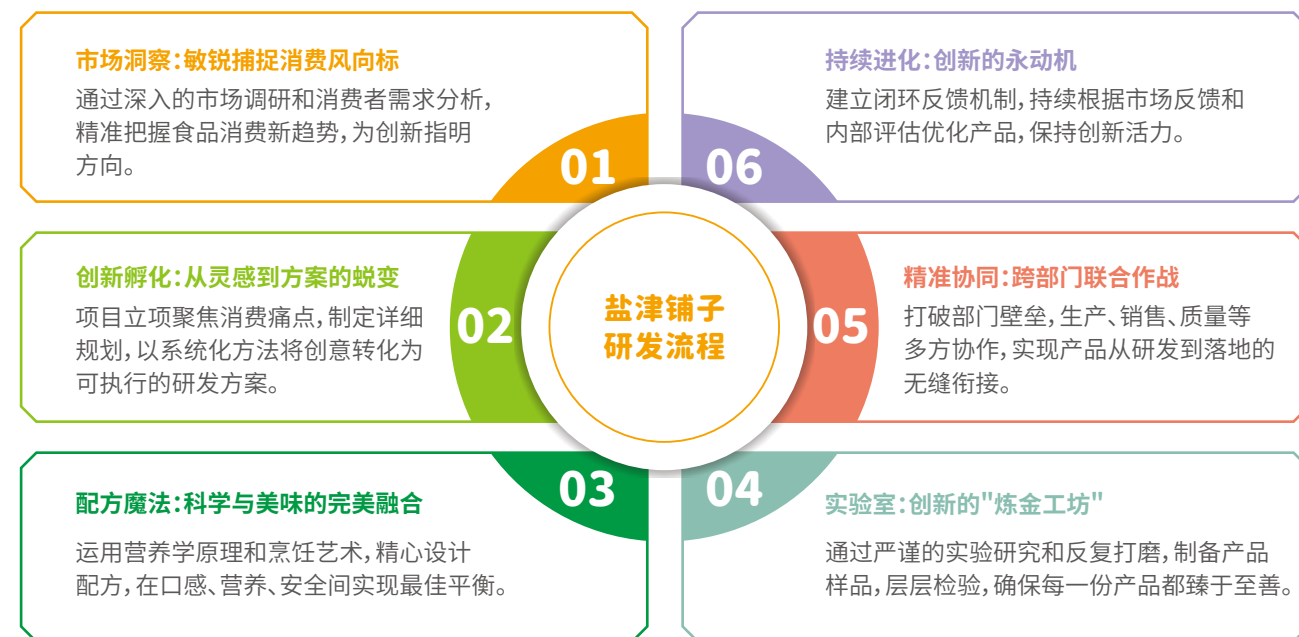 市场洞察:敏锐捕捉消费风向标
通过深入的市场调研和消费者需求分析,
精准把握食品消费新趋势,为创新指明
方向。
01
创新孵化:从灵感到方案的蜕变
项目立项聚焦消费痛点,制定详细
规划,以系统化方法将创意转化为
可执行的研发方案。
02
配方魔法:科学与美味的完美融合
运用营养学原理和烹饪艺术,精心设计
配方,在口感、营养、安全间实现最佳平衡。
03
盐津铺子
研发流程
04
实验室:创新的"炼金工坊"
通过严谨的实验研究和反复打磨,制备产品
样品,层层检验,确保每一份产品都臻于至善。
05
精准协同:跨部门联合作战
打破部门壁垒,生产、销售、质量等
多方协作,实现产品从研发到落地的
无缝衔接。
06
持续进化:创新的永动机
建立闭环反馈机制,持续根据市场反馈和
内部评估优化产品,保持创新活力。